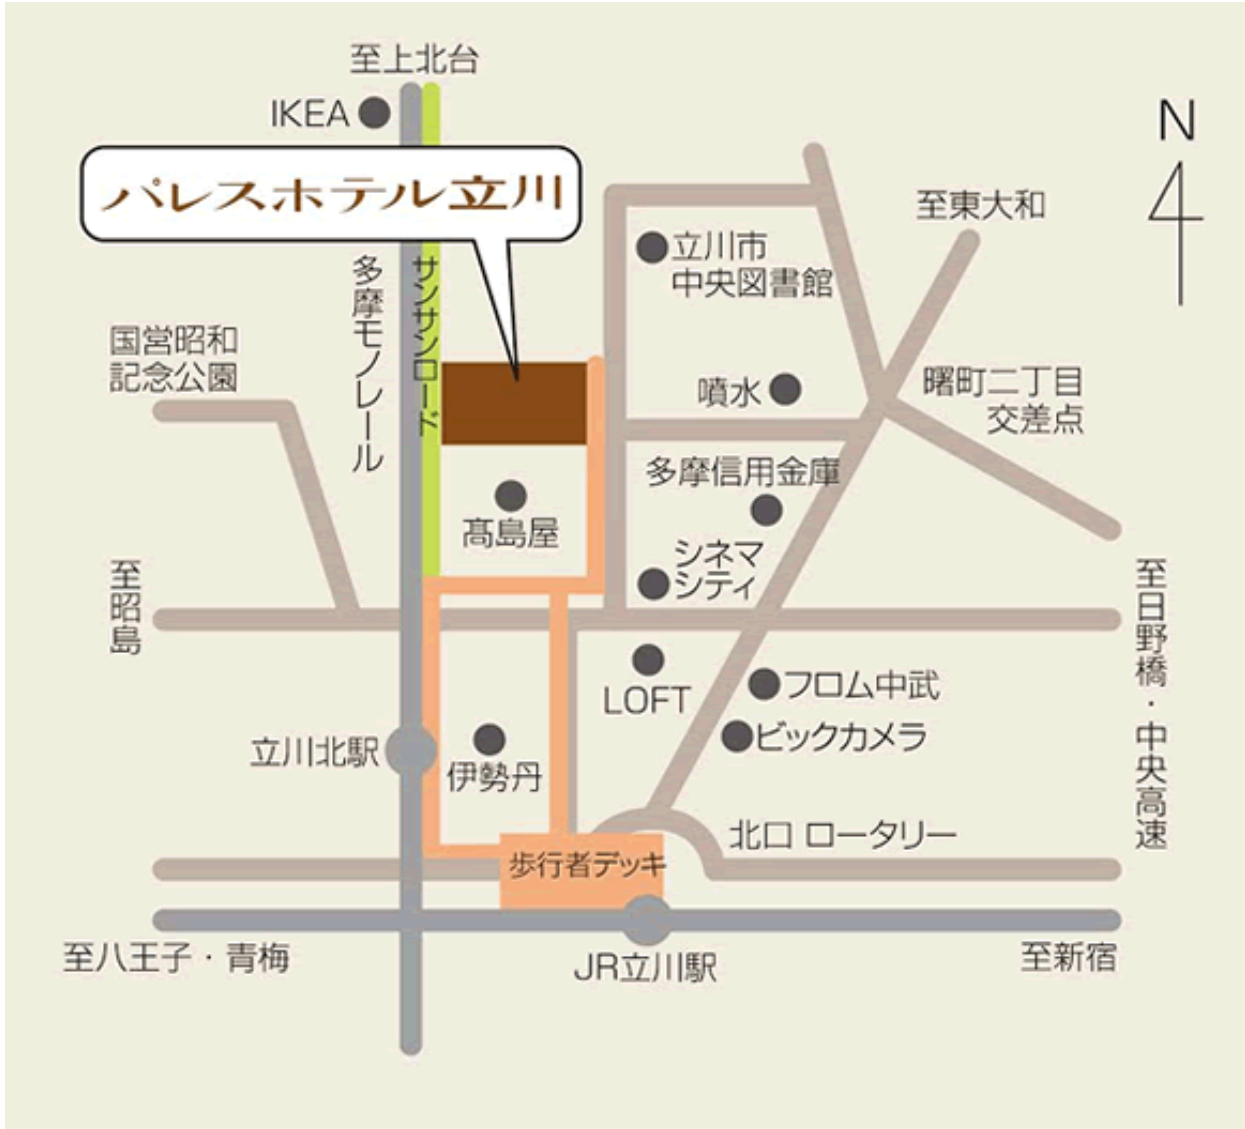 至上北台
IKEA
N
パレスホテル立川
至東大和
立川市
中央図書館
多摩モノレール
サンサンロード
国営昭和
記念公園
噴水
曙町二丁目
交差点
多摩信用金庫
髙島屋
シネマ
シティ
至昭島
至日野橋・中央高速
LOFT
フロム中武
ビックカメラ
立川北駅
伊勢丹
北口 ロータリー
歩行者デッキ
至八王子・青梅
JR立川駅
至新宿